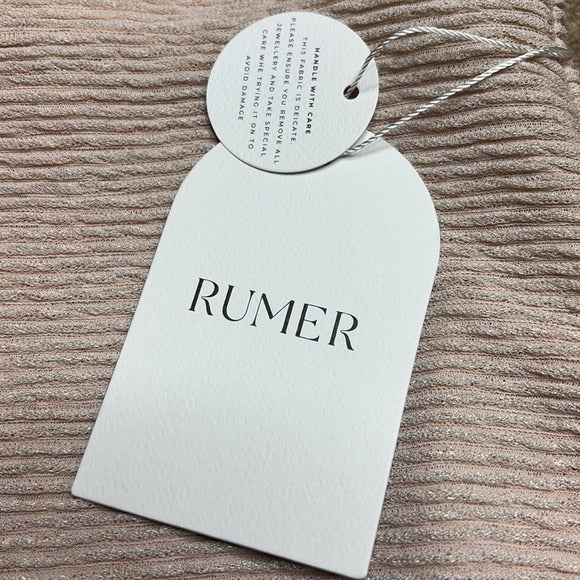 HANDLE WITH CARE
THIS FABRIC IS DEICATE.
PLEASE ENSURE YOU REMOVE ALL
JEWELLERY AND TAKE SPECIAL
CARE WHE TRYING IT ON TO
AVOID DAMAGE
RUMER